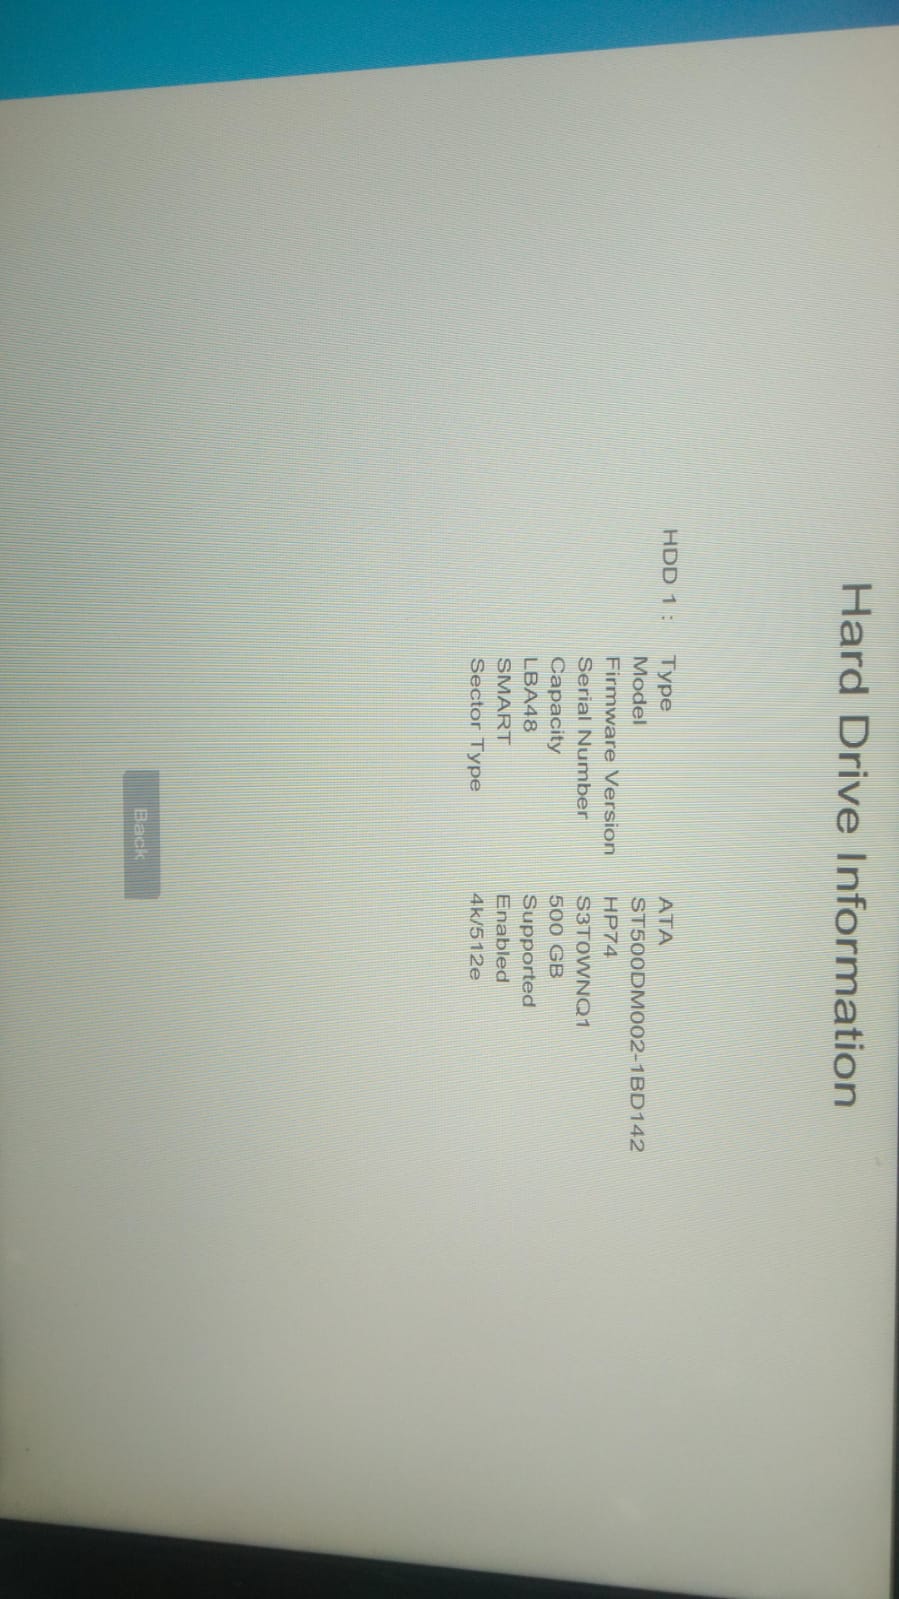 Hard Drive Information
HDD 1 : Type ATA
Model ST500DM002-1BD142
Firmware Version HP74
Serial Number S3T0WNQ1
Capacity 500 GB
LBA48 Supported
SMART Enabled
Sector Type 4k/512e
Back